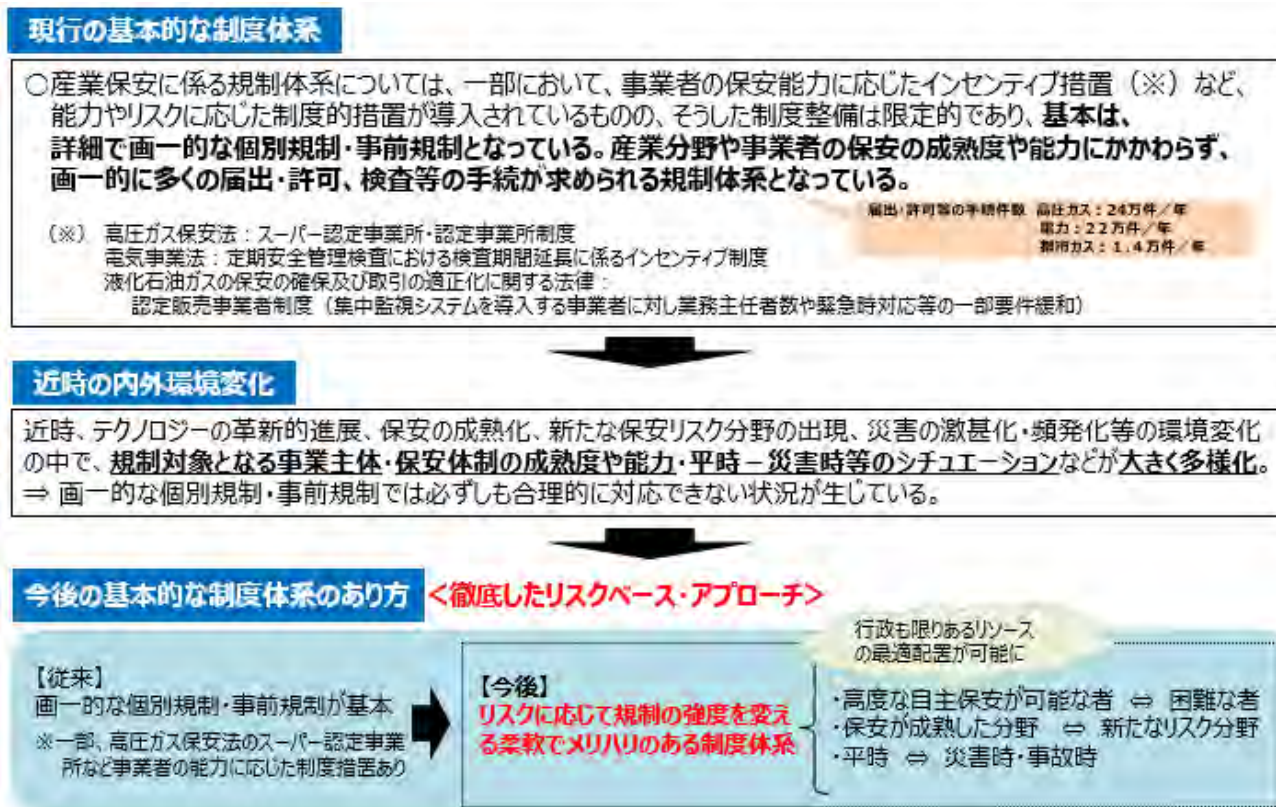 現行の基本的な制度体系
○産業保安に係る規制体系については、一部において、事業者の保安能力に応じたインセンティブ措置（※）など、
能力やリスクに応じた制度的措置が導入されているものの、そうした制度整備は限定的であり、基本は、
詳細で画一的な個別規制・事前規制となっている。産業分野や事業者の保安の成熟度や能力にかかわらず、
画一的に多くの届出・許可、検査等の手続が求められる規制体系となっている。
届出・許可等の手続件数 高圧ガス：24万件／年
電力：22万件／年
都市ガス：1.4万件／年
（※） 高圧ガス保安法：スーパー認定事業所・認定事業所制度
電気事業法：定期安全管理検査における検査期間延長に係るインセンティブ制度
液化石油ガスの保安の確保及び取引の適正化に関する法律：
認定販売事業者制度（集中監視システムを導入する事業者に対し業務主任者数や緊急時対応等の一部要件緩和）
近時の内外環境変化
近時、テクノロジーの革新的進展、保安の成熟化、新たな保安リスク分野の出現、災害の激甚化・頻発化等の環境変化
の中で、規制対象となる事業主体・保安体制の成熟度や能力・平時－災害時等のシチュエーションなどが大きく多様化。
⇒ 画一的な個別規制・事前規制では必ずしも合理的に対応できない状況が生じている。
今後の基本的な制度体系のあり方 ＜徹底したリスクベース・アプローチ＞
行政も限りあるリソース
の最適配置が可能に
【従来】
画一的な個別規制・事前規制が基本
※一部、高圧ガス保安法のスーパー認定事業
所など事業者の能力に応じた制度措置あり
【今後】
リスクに応じて規制の強度を変え
る柔軟でメリハリのある制度体系
・高度な自主保安が可能な者 ⇔ 困難な者
・保安が成熟した分野 ⇔ 新たなリスク分野
・平時 ⇔ 災害時・事故時